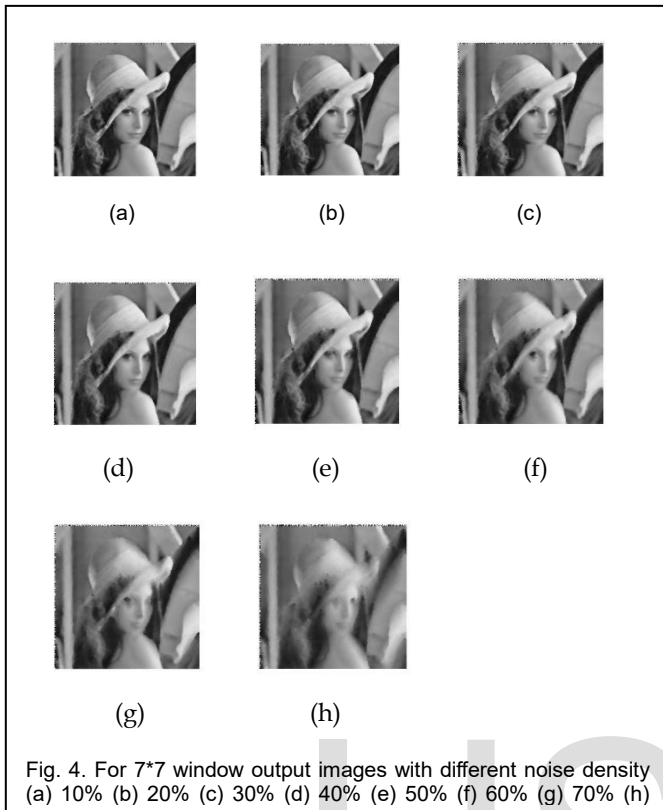 (a) (b) (c)
(d) (e) (f)
(g) (h)
Fig. 4. For 7*7 window output images with different noise density
(a) 10% (b) 20% (c) 30% (d) 40% (e) 50% (f) 60% (g) 70% (h)